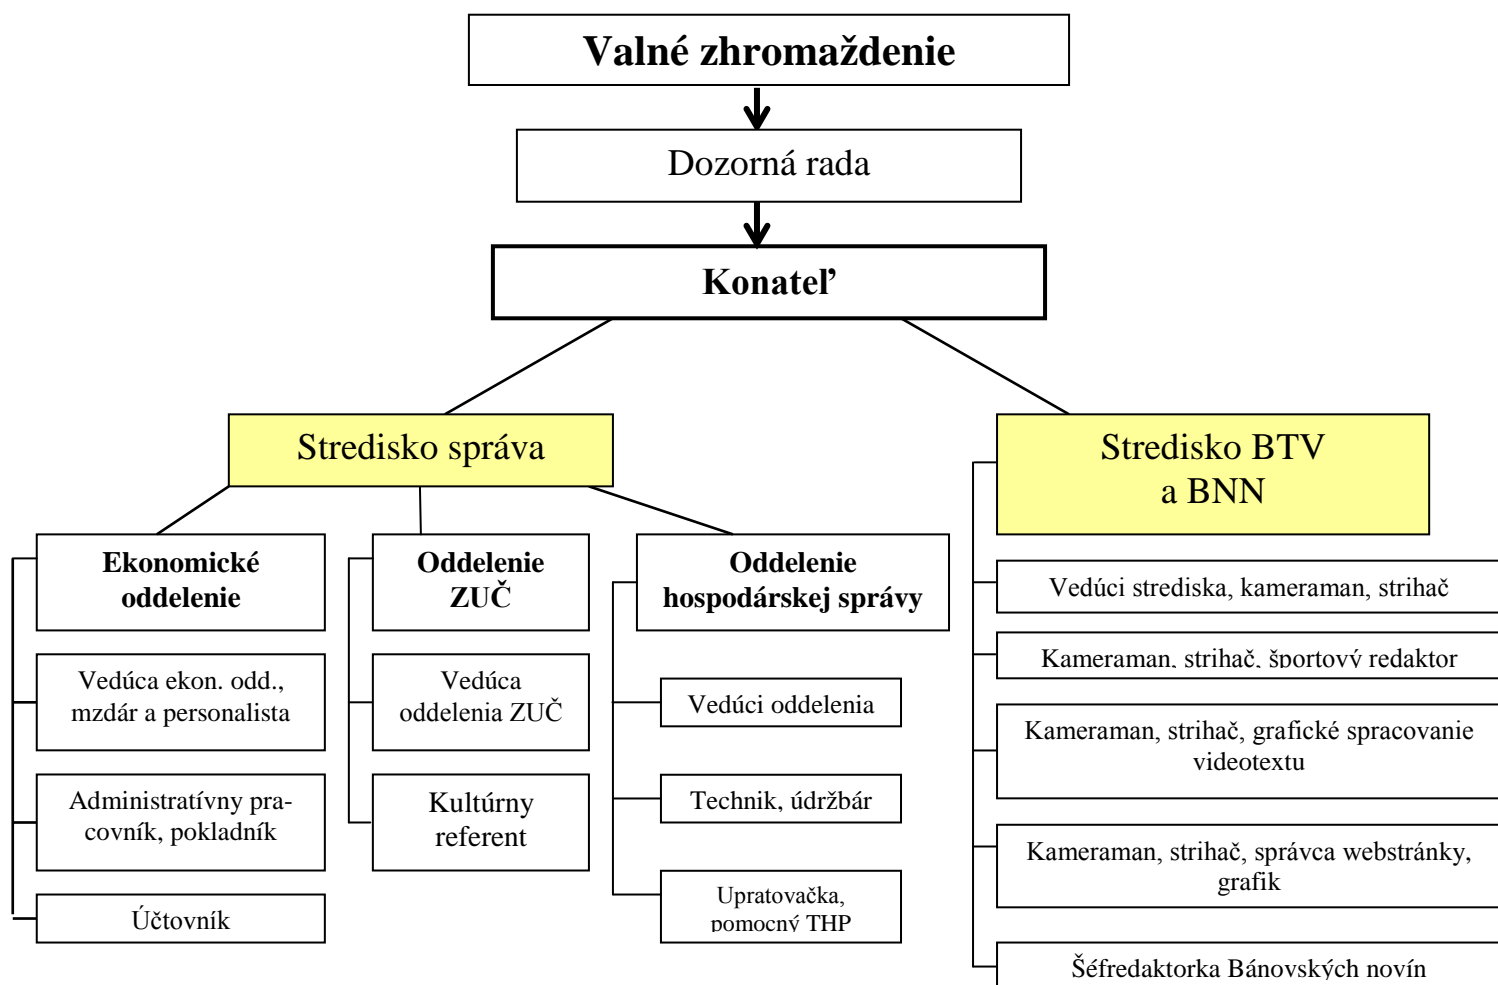 Valné zhromaždenie
Dozorná rada
Konateľ
Stredisko správa
Stredisko BTV
a BNN
Ekonomické
oddelenie
Vedúca ekon. odd.,
mzdár a personalista
Administratívny pra-
covník, pokladník
Účtovník
Oddelenie
ZUČ
Vedúca
oddelenia ZUČ
Kultúrny
referent
Oddelenie
hospodárskej správy
Vedúci oddelenia
Technik, údržbár
Upratovačka,
pomocný THP
Vedúci strediska, kameraman, strihač
Kameraman, strihač, športový redaktor
Kameraman, strihač, grafické spracovanie
videotextu
Kameraman, strihač, správca webstránky,
grafik
Šéfredaktorka Bánovských novín